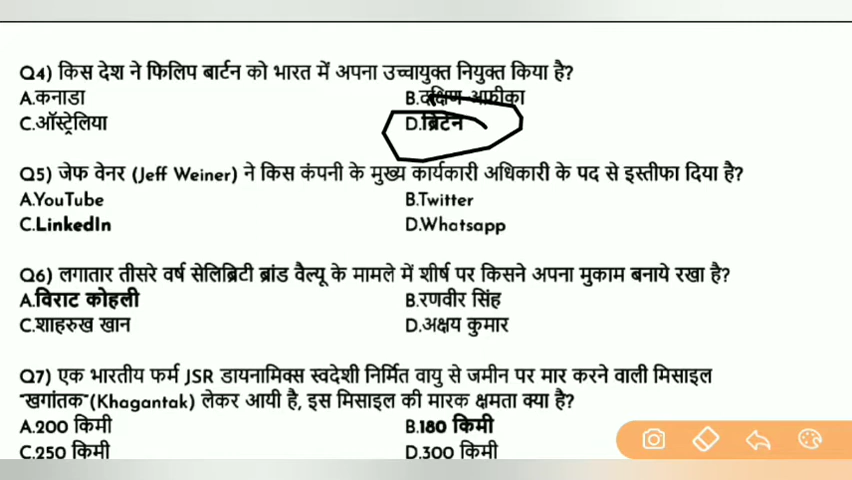 Q4) किस देश ने फिलिप बार्टन को भारत में अपना उच्चायुक्त नियुक्त किया है?
A.कनाडा B.दक्षिण अफ्रीका
C.ऑस्ट्रेलिया D.ब्रिटेन
Q5) जेफ वेनर (Jeff Weiner) ने किस कंपनी के मुख्य कार्यकारी अधिकारी के पद से इस्तीफा दिया है?
A.YouTube B.Twitter
C.LinkedIn D.Whatsapp
Q6) लगातार तीसरे वर्ष सेलिब्रिटी ब्रांड वैल्यू के मामले में शीर्ष पर किसने अपना मुकाम बनाये रखा है?
A.विराट कोहली B.रणवीर सिंह
C.शाहरुख खान D.अक्षय कुमार
Q7) एक भारतीय फर्म JSR डायनामिक्स स्वदेशी निर्मित वायु से जमीन पर मार करने वाली मिसाइल
"खगांतक"(Khagantak) लेकर आयी है, इस मिसाइल की मारक क्षमता क्या है?
A.200 किमी B.180 किमी
C.250 किमी D.300 किमी